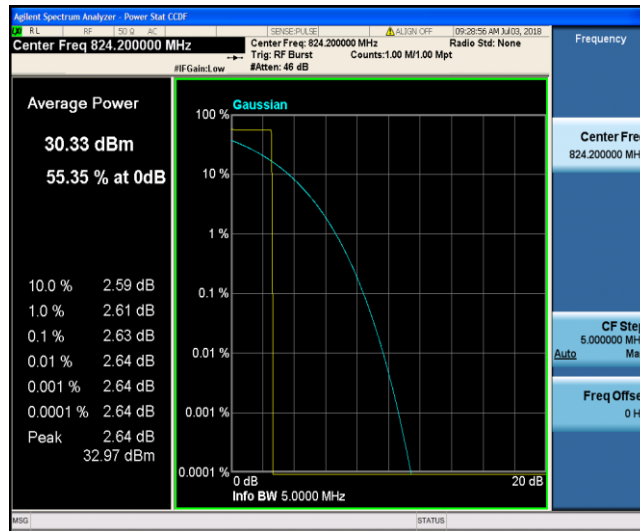 Agilent Spectrum Analyzer - Power Stat CCDF
RL RF 50 Ω AC SENSE:PULSE ALIGN OFF 09:28:56 AM Jul 03, 2018
Center Freq 824.200000 MHz
Center Freq: 824.200000 MHz Radio Std: None
Trig: RF Burst Counts:1.00 M/1.00 Mpt
#IFGain:Low #Atten: 46 dB
Frequency
Average Power
30.33 dBm
55.35 % at 0dB
10.0 % 2.59 dB
1.0 % 2.61 dB
0.1 % 2.63 dB
0.01 % 2.64 dB
0.001 % 2.64 dB
0.0001 % 2.64 dB
Peak 2.64 dB
32.97 dBm
Gaussian
100 %
10 %
1 %
0.1 %
0.01 %
0.001 %
0.0001 %
0 dB 20 dB
Info BW 5.0000 MHz
Center Fre
824.200000 MH
CF Step
5.000000 MH
Auto Ma
Freq Offse
0 H
MSG STATUS